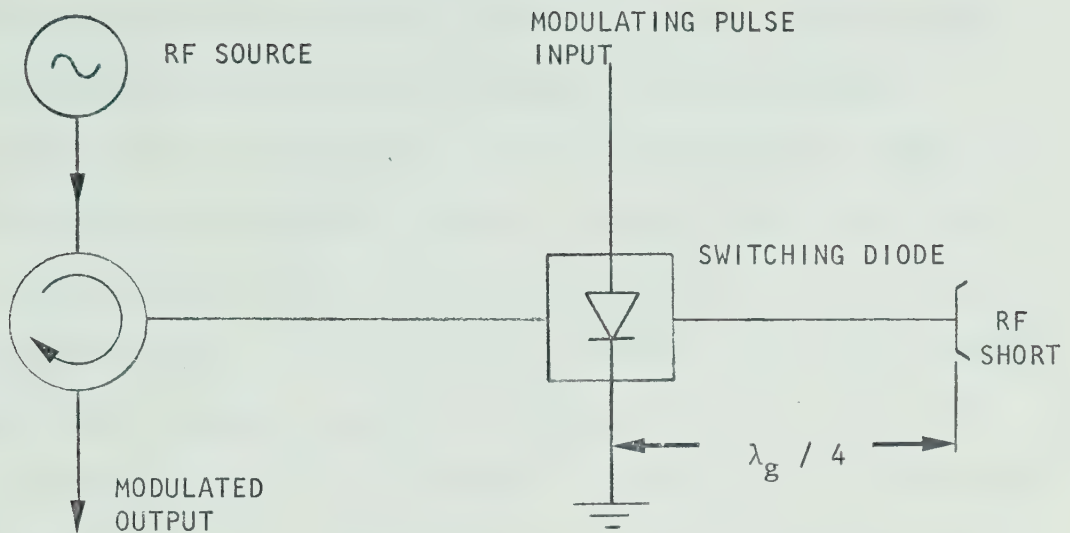 RF SOURCE
MODULATING PULSE
INPUT
SWITCHING DIODE
RF
SHORT
λg / 4
MODULATED
OUTPUT